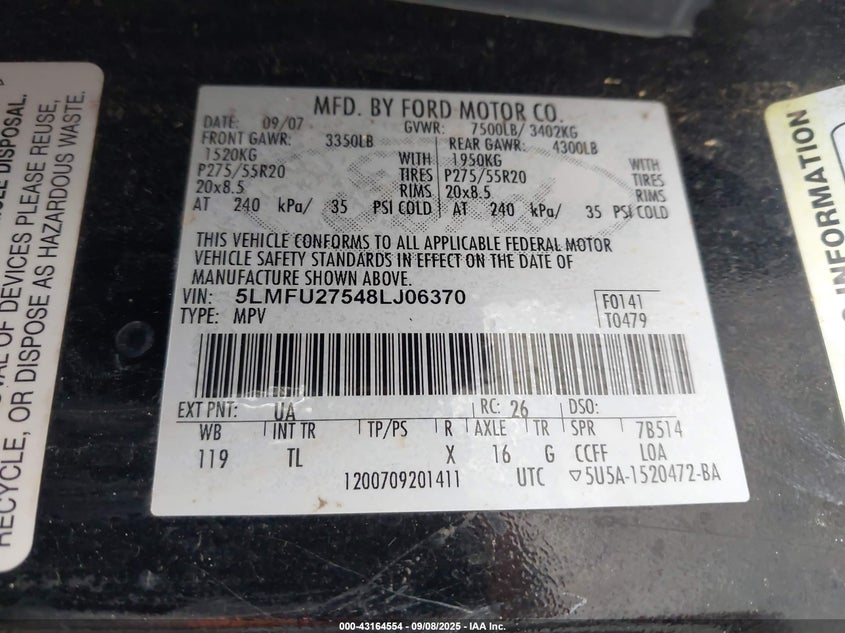 MFD. BY FORD MOTOR CO.
DATE: 09/07 GVWR: 7500LB/ 3402KG
FRONT GAWR: 3350LB REAR GAWR: 4300LB
1520KG WITH 1950KG WITH
P275/55R20 TIRES P275/55R20 TIRES
20x8.5 RIMS 20x8.5 RIMS
AT 240 kPa/ 35 PSI COLD AT 240 kPa/ 35 PSI COLD
THIS VEHICLE CONFORMS TO ALL APPLICABLE FEDERAL MOTOR
VEHICLE SAFETY STANDARDS IN EFFECT ON THE DATE OF
MANUFACTURE SHOWN ABOVE.
VIN: 5LMFU27548LJ06370 F0141
TYPE: MPV T0479
EXT PNT: UA RC: 26 DSO:
WB INT TR TP/PS R AXLE TR SPR 7B514
119 TL X 16 G CCFF LOA
1200709201411 UTC ▽5U5A-1520472-BA
DISPOSAL.
OF DEVICES PLEASE REUSE,
RECYCLE, OR DISPOSE AS HAZARDOUS WASTE.
INFORMATION
000-43164554 - 09/08/2025 - IAA Inc.